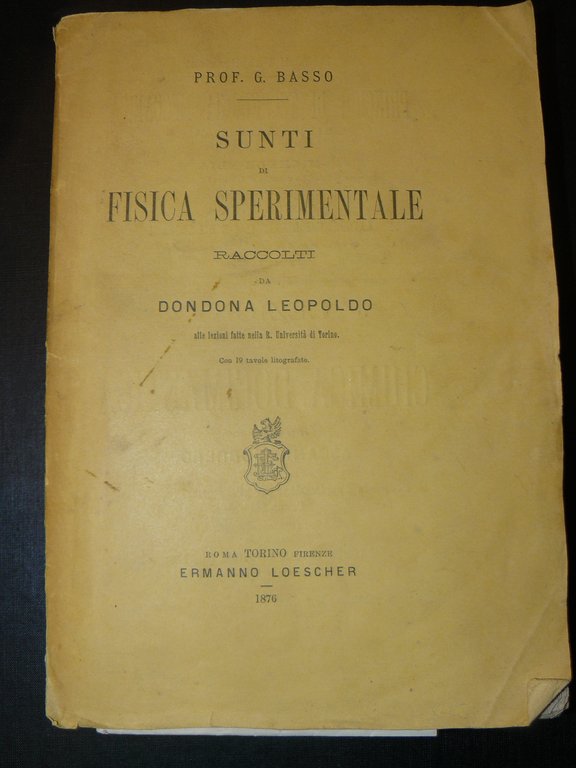 PROF. G. BASSO
SUNTI
DI
FISICA SPERIMENTALE
RACCOLTI
DA
DONDONA LEOPOLDO
alle lezioni fatte nella R. Università di Torino.
Con 19 tavole litografate.
ROMA TORINO FIRENZE
ERMANNO LOESCHER
1876